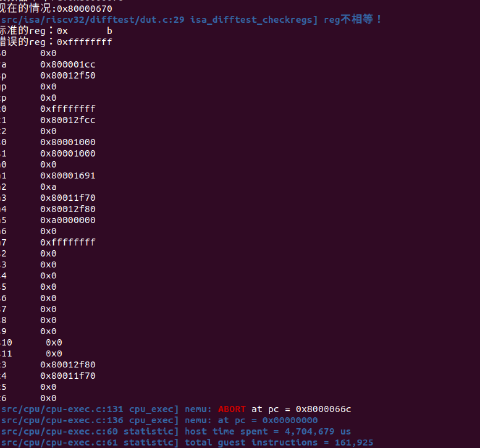 现在的情况:0x80000670
src/isa/riscv32/difftest/dut.c:29 isa_difftest_checkregs] reg不相等！
标准的reg：0x b
错误的reg：0xffffffff
0 0x0
a 0x800001cc
p 0x80012f50
p 0x0
p 0x0
0 0xffffffff
1 0x80012fcc
2 0x0
0 0x80001000
1 0x80001000
0 0x0
1 0x80001691
2 0xa
3 0x80011f70
4 0x80012f80
5 0xa0000000
6 0x0
7 0xffffffff
2 0x0
3 0x0
4 0x0
5 0x0
6 0x0
7 0x0
8 0x0
9 0x0
10 0x0
11 0x0
3 0x80012f80
4 0x80011f70
5 0x0
6 0x0
src/cpu/cpu-exec.c:131 cpu_exec] nemu: ABORT at pc = 0x8000066c
src/cpu/cpu-exec.c:136 cpu_exec] nemu: at pc = 0x00000000
src/cpu/cpu-exec.c:60 statistic] host time spent = 4,704,679 us
src/cpu/cpu-exec.c:61 statistic] total guest instructions = 161,925